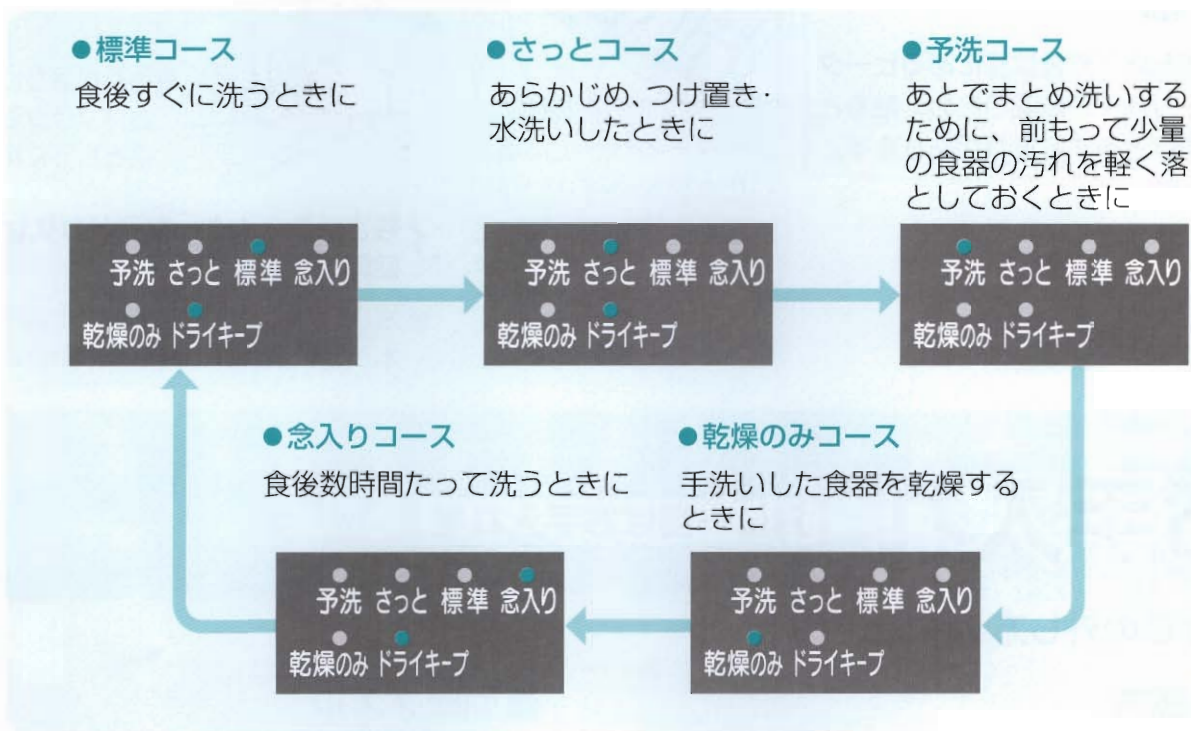 ●標準コース
食後すぐに洗うときに
予洗 さっと 標準 念入り
乾燥のみ ドライキープ
●さっとコース
あらかじめ、つけ置き・
水洗いしたときに
予洗 さっと 標準 念入り
乾燥のみ ドライキープ
●予洗コース
あとでまとめ洗いする
ために、前もって少量
の食器の汚れを軽く落
としておくときに
予洗 さっと 標準 念入り
乾燥のみ ドライキープ
●乾燥のみコース
手洗いした食器を乾燥する
ときに
予洗 さっと 標準 念入り
乾燥のみ ドライキープ
●念入りコース
食後数時間たって洗うときに
予洗 さっと 標準 念入り
乾燥のみ ドライキープ